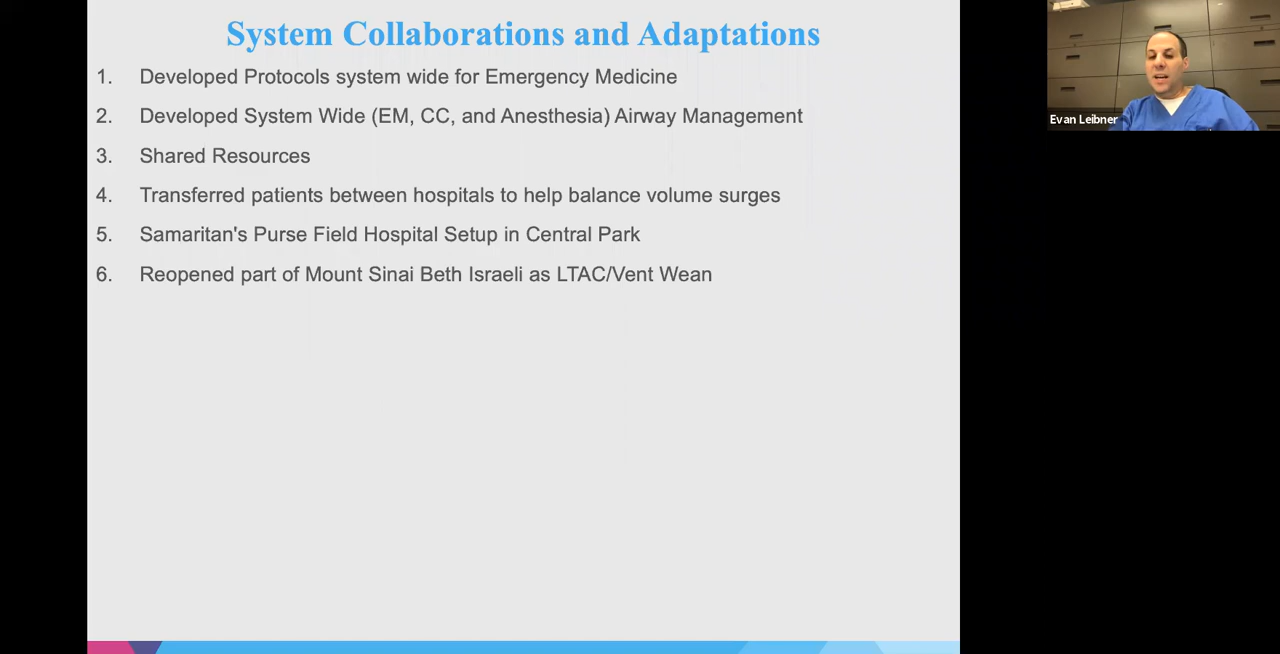 System Collaborations and Adaptations
1. Developed Protocols system wide for Emergency Medicine
2. Developed System Wide (EM, CC, and Anesthesia) Airway Management
3. Shared Resources
4. Transferred patients between hospitals to help balance volume surges
5. Samaritan's Purse Field Hospital Setup in Central Park
6. Reopened part of Mount Sinai Beth Israeli as LTAC/Vent Wean
Evan Leibner